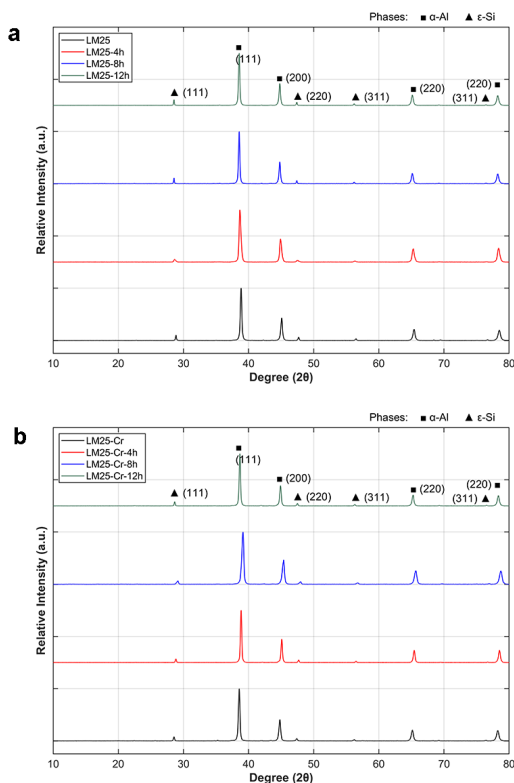 a
Phases: ■ α-Al ▲ ε-Si
LM25
LM25-4h
LM25-8h
LM25-12h
▲ (111)
■ (111)
■ (200)
▲ (220)
▲ (311)
■ (220)
(220) ■
(311) ▲
Relative Intensity (a.u.)
10 20 30 40 50 60 70 80
Degree (2θ)
b
Phases: ■ α-Al ▲ ε-Si
LM25-Cr
LM25-Cr-4h
LM25-Cr-8h
LM25-Cr-12h
▲ (111)
■ (111)
■ (200)
▲ (220)
▲ (311)
■ (220)
(220) ■
(311) ▲
Relative Intensity (a.u.)
10 20 30 40 50 60 70 80
Degree (2θ)